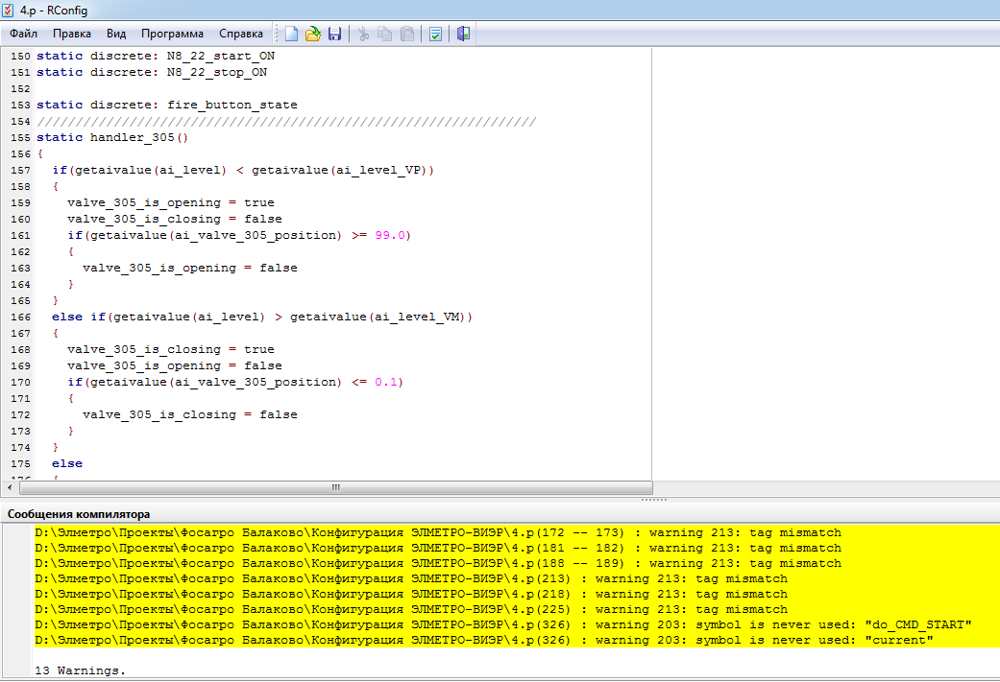 4.p - RConfig
Файл Правка Вид Программа Справка
150 static discrete: N8_22_start_ON
151 static discrete: N8_22_stop_ON
152
153 static discrete: fire_button_state
154 /////////////////////////////////////////////////////////////////
155 static handler_305()
156 {
157 if(getaivalue(ai_level) < getaivalue(ai_level_VP))
158 {
159 valve_305_is_opening = true
160 valve_305_is_closing = false
161 if(getaivalue(ai_valve_305_position) >= 99.0)
162 {
163 valve_305_is_opening = false
164 }
165 }
166 else if(getaivalue(ai_level) > getaivalue(ai_level_VM))
167 {
168 valve_305_is_closing = true
169 valve_305_is_opening = false
170 if(getaivalue(ai_valve_305_position) <= 0.1)
171 {
172 valve_305_is_closing = false
173 }
174 }
175 else
Сообщения компилятора
D:\Элметро\Проекты\Фосагро Балаково\Конфигурация ЭЛМЕТРО-ВИЭР\4.p(172 -- 173) : warning 213: tag mismatch
D:\Элметро\Проекты\Фосагро Балаково\Конфигурация ЭЛМЕТРО-ВИЭР\4.p(181 -- 182) : warning 213: tag mismatch
D:\Элметро\Проекты\Фосагро Балаково\Конфигурация ЭЛМЕТРО-ВИЭР\4.p(188 -- 189) : warning 213: tag mismatch
D:\Элметро\Проекты\Фосагро Балаково\Конфигурация ЭЛМЕТРО-ВИЭР\4.p(213) : warning 213: tag mismatch
D:\Элметро\Проекты\Фосагро Балаково\Конфигурация ЭЛМЕТРО-ВИЭР\4.p(218) : warning 213: tag mismatch
D:\Элметро\Проекты\Фосагро Балаково\Конфигурация ЭЛМЕТРО-ВИЭР\4.p(225) : warning 213: tag mismatch
D:\Элметро\Проекты\Фосагро Балаково\Конфигурация ЭЛМЕТРО-ВИЭР\4.p(326) : warning 203: symbol is never used: "do_CMD_START"
D:\Элметро\Проекты\Фосагро Балаково\Конфигурация ЭЛМЕТРО-ВИЭР\4.p(326) : warning 203: symbol is never used: "current"
13 Warnings.